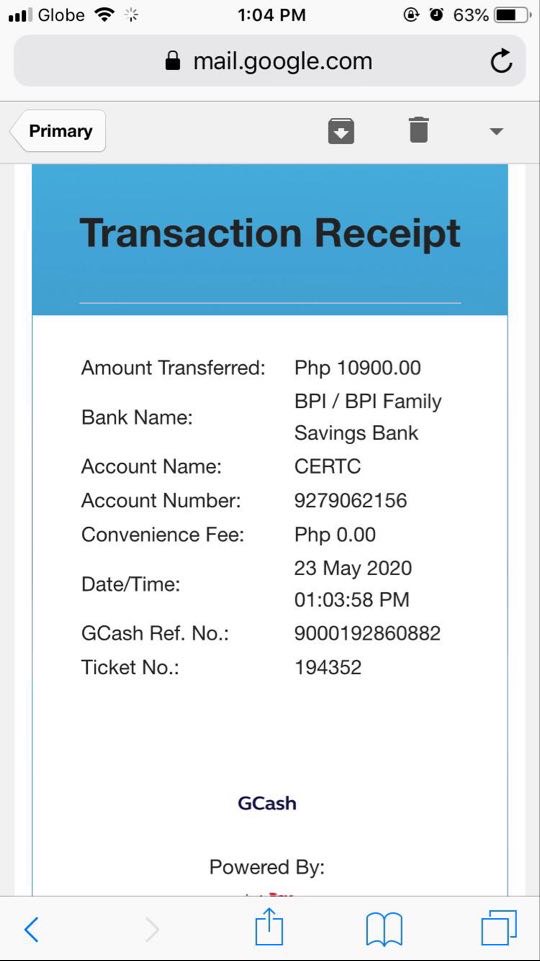 Globe 1:04 PM 63%
mail.google.com
Primary
Transaction Receipt
Amount Transferred: Php 10900.00
Bank Name: BPI / BPI Family
Savings Bank
Account Name: CERTC
Account Number: 9279062156
Convenience Fee: Php 0.00
Date/Time: 23 May 2020
01:03:58 PM
GCash Ref. No.: 9000192860882
Ticket No.: 194352
GCash
Powered By: